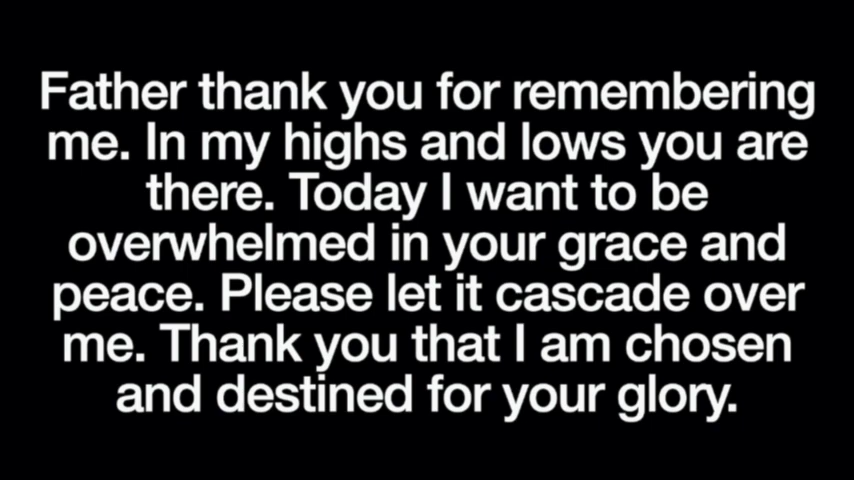 Father thank you for remembering
me. In my highs and lows you are
there. Today I want to be
overwhelmed in your grace and
peace. Please let it cascade over
me. Thank you that I am chosen
and destined for your glory.